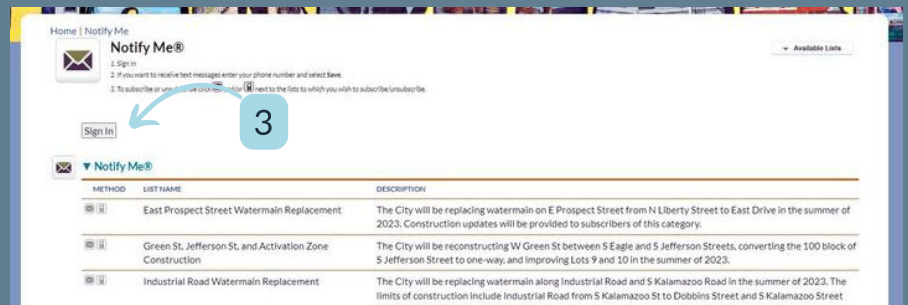 Home | Notify Me
Notify Me®
Available Lists
1. Sign in
2. If you want to receive text messages enter your phone number and select Save.
3. To subscribe or click and/or next to the lists to which you wish to subscribe/unsubscribe.
Sign In
3
Notify Me®
METHOD LIST NAME DESCRIPTION
East Prospect Street Watermain Replacement The City will be replacing watermain on E Prospect Street from N Liberty Street to East Drive in the summer of
2023. Construction updates will be provided to subscribers of this category.
Green St, Jefferson St, and Activation Zone The City will be reconstructing W Green St between S Eagle and S Jefferson Streets, converting the 100 block of
Construction S Jefferson Street to one-way, and improving Lots 9 and 10 in the summer of 2023.
Industrial Road Watermain Replacement The City will be replacing watermain along Industrial Road and S Kalamazoo Road in the summer of 2023. The
limits of construction include Industrial Road from S Kalamazoo St to Dobbins Street and S Kalamazoo Street